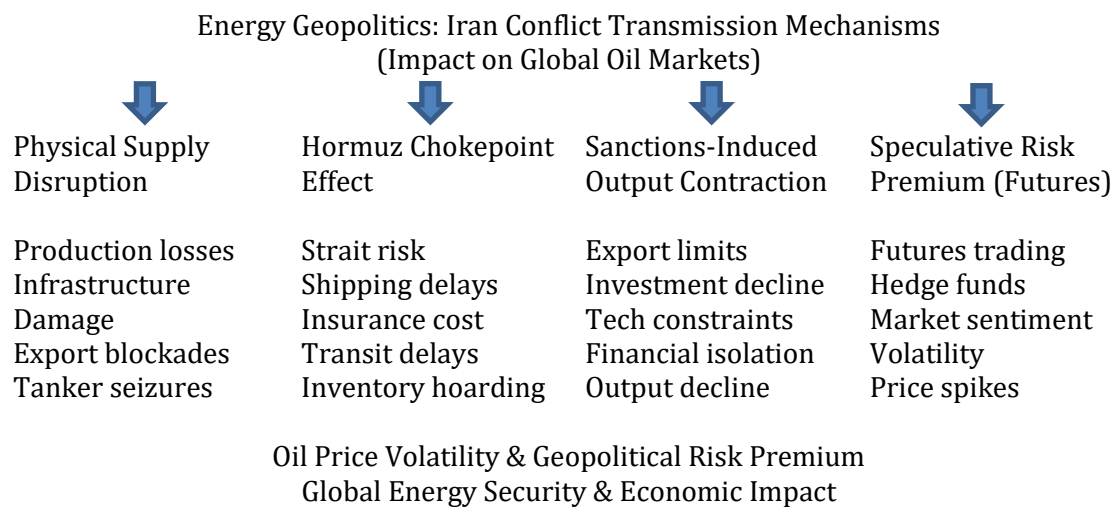 Energy Geopolitics: Iran Conflict Transmission Mechanisms
(Impact on Global Oil Markets)
Physical Supply
Disruption
Production losses
Infrastructure
Damage
Export blockades
Tanker seizures
Hormuz Chokepoint
Effect
Strait risk
Shipping delays
Insurance cost
Transit delays
Inventory hoarding
Sanctions-Induced
Output Contraction
Export limits
Investment decline
Tech constraints
Financial isolation
Output decline
Speculative Risk
Premium (Futures)
Futures trading
Hedge funds
Market sentiment
Volatility
Price spikes
Oil Price Volatility & Geopolitical Risk Premium
Global Energy Security & Economic Impact